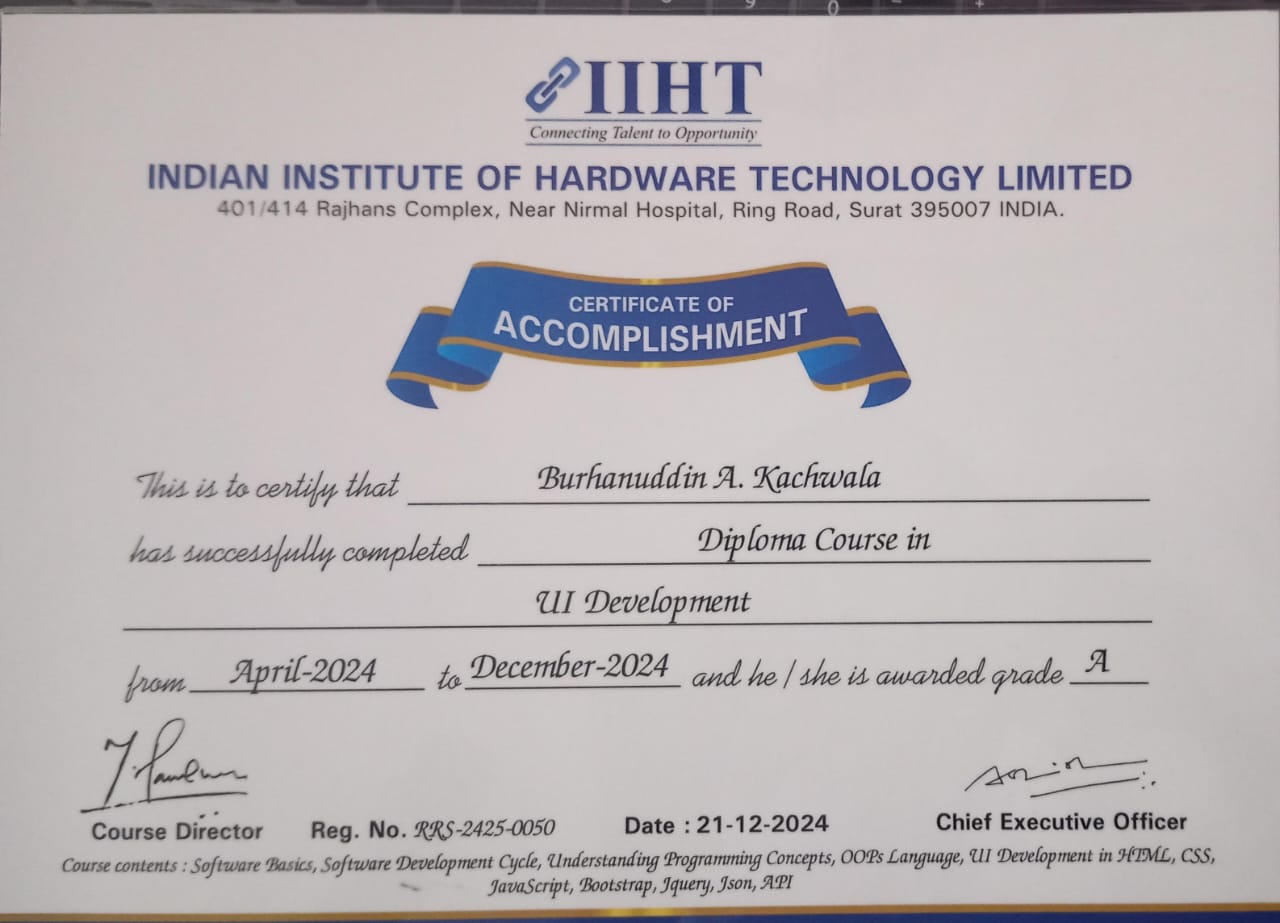 IIHT
Connecting Talent to Opportunity
INDIAN INSTITUTE OF HARDWARE TECHNOLOGY LIMITED
401/414 Rajhans Complex, Near Nirmal Hospital, Ring Road, Surat 395007 INDIA.
CERTIFICATE OF
ACCOMPLISHMENT
This is to certify that Burhanuddin A. Kachwala
has successfully completed Diploma Course in
UI Development
from April-2024 to December-2024 and he / she is awarded grade A
Course Director Reg. No. RRS-2425-0050 Date : 21-12-2024 Chief Executive Officer
Course contents : Software Basics, Software Development Cycle, Understanding Programming Concepts, OOPs Language, UI Development in HTML, CSS,
JavaScript, Bootstrap, Jquery, Json, API